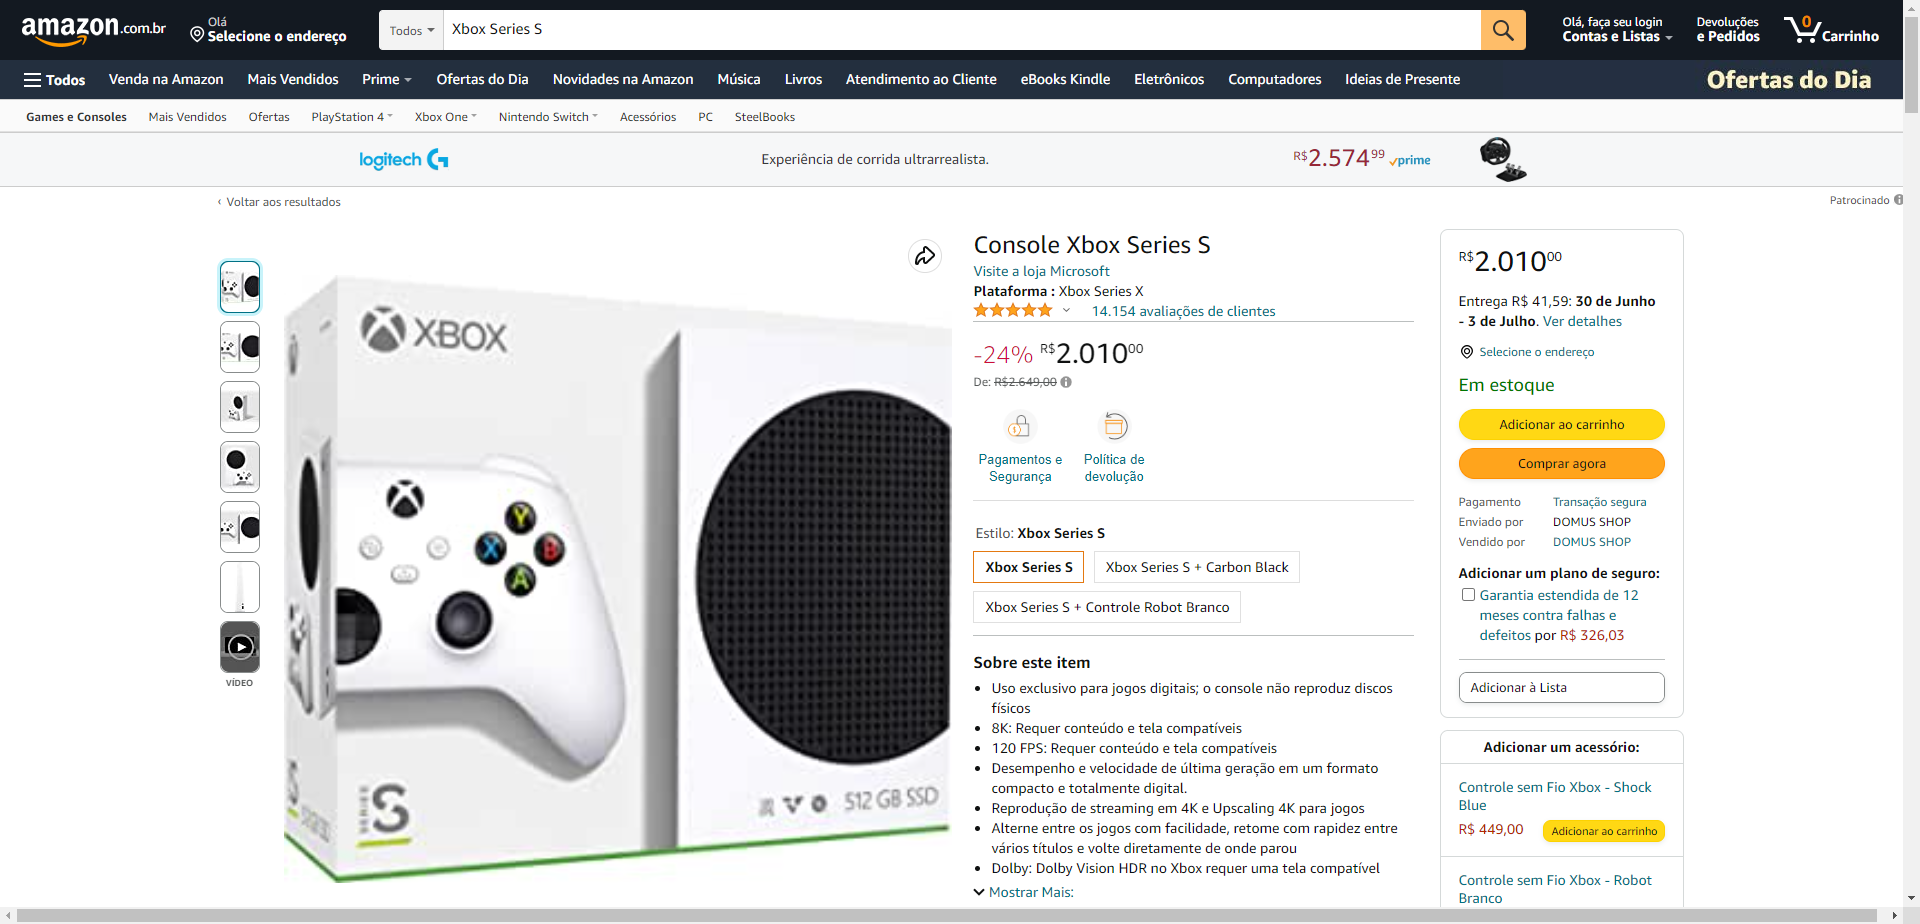 amazon.com.br
Olá
Selecione o endereço
Todos
Xbox Series S
Olá, faça seu login
Contas e Listas
Devoluções
e Pedidos
0
Carrinho
Todos
Venda na Amazon
Mais Vendidos
Prime
Ofertas do Dia
Novidades na Amazon
Música
Livros
Atendimento ao Cliente
eBooks Kindle
Eletrônicos
Computadores
Ideias de Presente
Ofertas do Dia
Games e Consoles
Mais Vendidos
Ofertas
PlayStation 4
Xbox One
Nintendo Switch
Acessórios
PC
SteelBooks
logitech G
Experiência de corrida ultrarrealista.
R$2.57499 prime
‹ Voltar aos resultados
Patrocinado
VÍDEO
XBOX
Y
X
B
A
SERIES
S
512 GB SSD
Console Xbox Series S
Visite a loja Microsoft
Plataforma : Xbox Series X
14.154 avaliações de clientes
-24% R$2.01000
De: R$2.649,00
Pagamentos e
Segurança
Política de
devolução
Estilo: Xbox Series S
Xbox Series S
Xbox Series S + Carbon Black
Xbox Series S + Controle Robot Branco
Sobre este item
• Uso exclusivo para jogos digitais; o console não reproduz discos
físicos
• 8K: Requer conteúdo e tela compatíveis
• 120 FPS: Requer conteúdo e tela compatíveis
• Desempenho e velocidade de última geração em um formato
compacto e totalmente digital.
• Reprodução de streaming em 4K e Upscaling 4K para jogos
• Alterne entre os jogos com facilidade, retome com rapidez entre
vários títulos e volte diretamente de onde parou
• Dolby: Dolby Vision HDR no Xbox requer uma tela compatível
Mostrar Mais:
R$2.01000
Entrega R$ 41,59: 30 de Junho
- 3 de Julho. Ver detalhes
Selecione o endereço
Em estoque
Adicionar ao carrinho
Comprar agora
Pagamento Transação segura
Enviado por DOMUS SHOP
Vendido por DOMUS SHOP
Adicionar um plano de seguro:
Garantia estendida de 12
meses contra falhas e
defeitos por R$ 326,03
Adicionar à Lista
Adicionar um acessório:
Controle sem Fio Xbox - Shock
Blue
R$ 449,00
Adicionar ao carrinho
Controle sem Fio Xbox - Robot
Branco